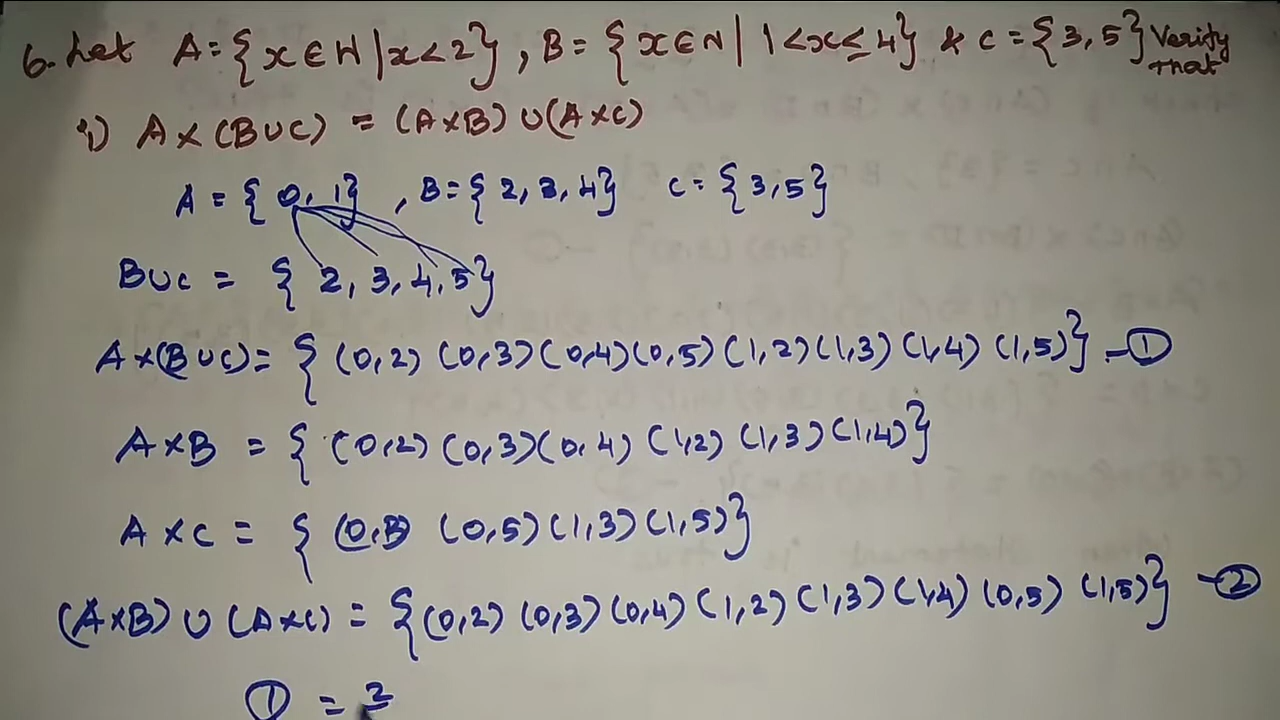 6. Let A = {x ∈ W | x < 2}, B = {x ∈ N | 1 < x ≤ 4} & C = {3, 5} Verify that
i) A × (B ∪ C) = (A × B) ∪ (A × C)
A = {0, 1}, B = {2, 3, 4} C = {3, 5}
B ∪ C = {2, 3, 4, 5}
A × (B ∪ C) = {(0,2) (0,3) (0,4) (0,5) (1,2) (1,3) (1,4) (1,5)} - ①
A × B = {(0,2) (0,3) (0,4) (1,2) (1,3) (1,4)}
A × C = {(0,3) (0,5) (1,3) (1,5)}
(A × B) ∪ (A × C) = {(0,2) (0,3) (0,4) (1,2) (1,3) (1,4) (0,5) (1,5)} - ②
① = 2